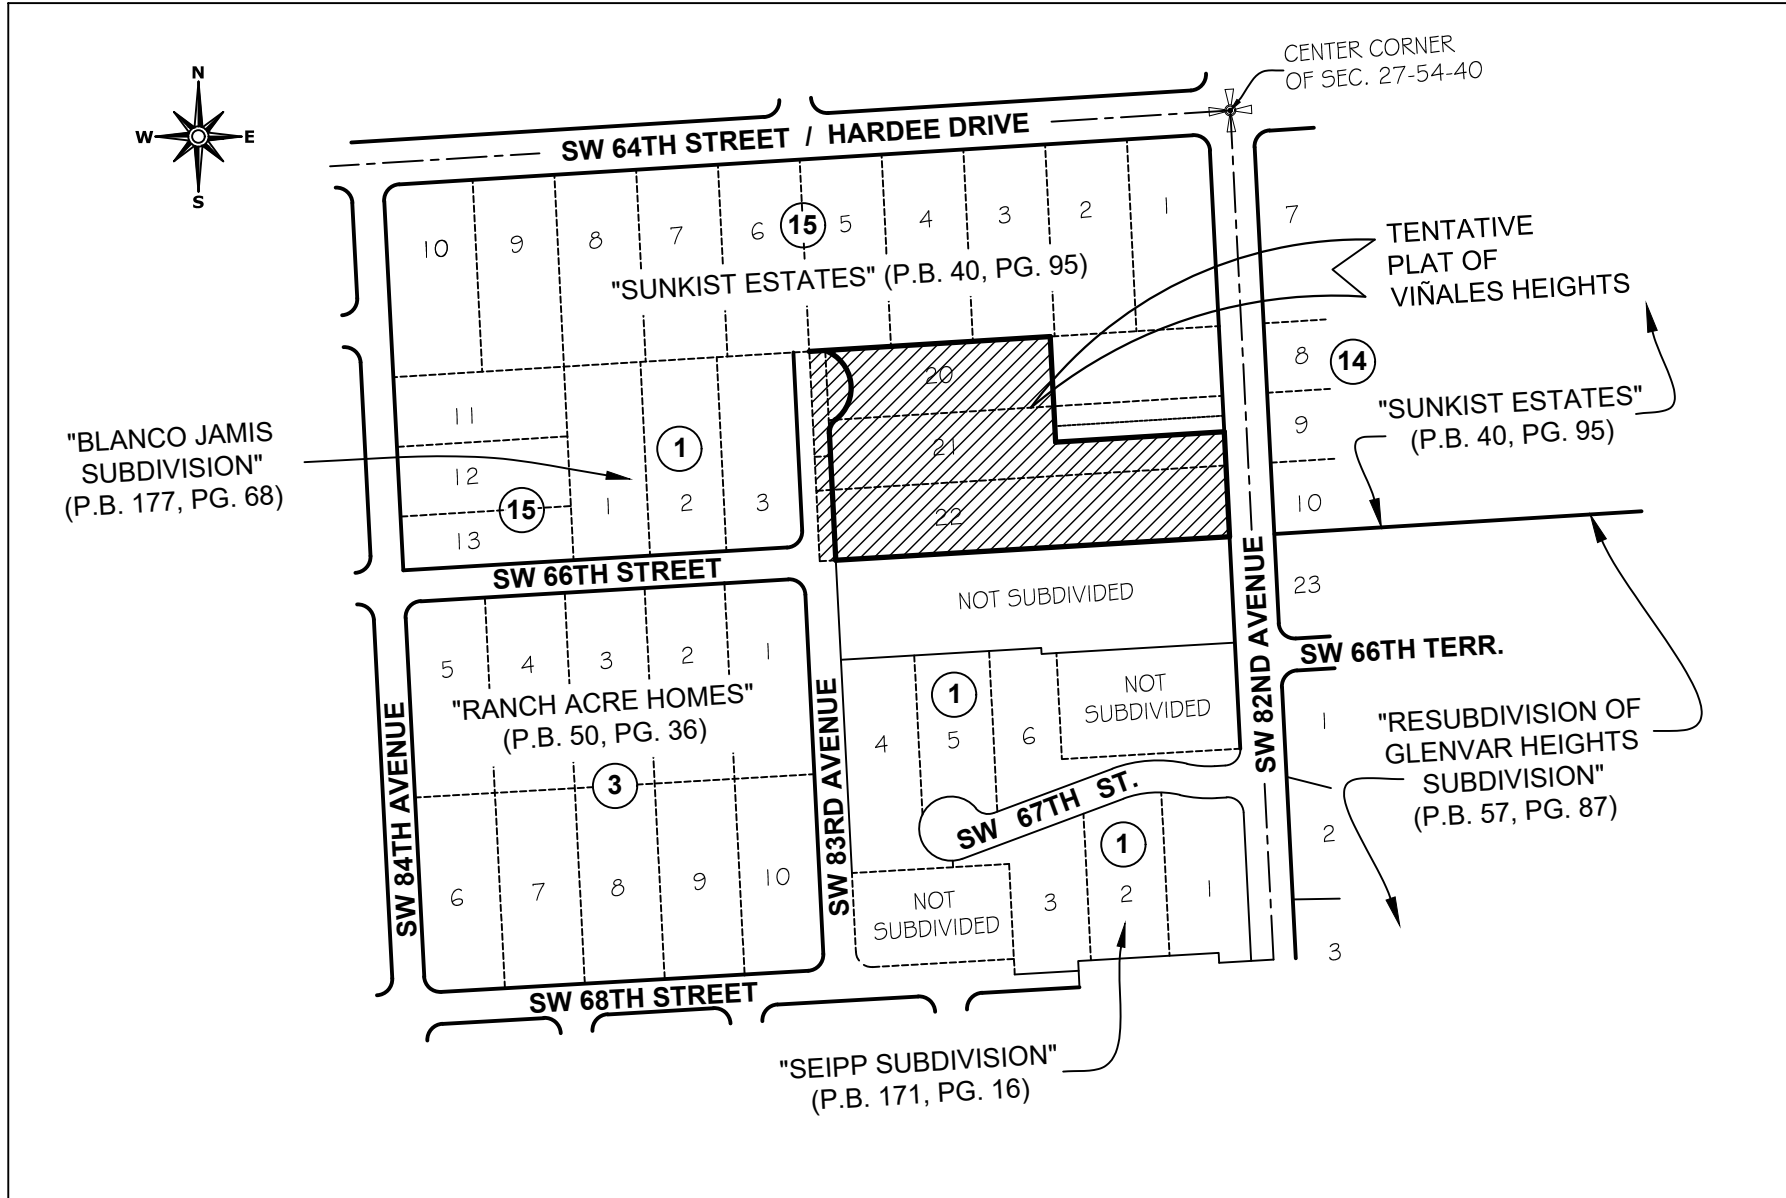 CENTER CORNER
OF SEC. 27-54-40
N
W E
S
SW 64TH STREET / HARDEE DRIVE
10 9 8 7 6 15 5 4 3 2 1
7
"SUNKIST ESTATES" (P.B. 40, PG. 95)
TENTATIVE
PLAT OF
VIÑALES HEIGHTS
8 14
9
10
"SUNKIST ESTATES"
(P.B. 40, PG. 95)
20
21
22
11
12
13
15
1
1 2 3
"BLANCO JAMIS
SUBDIVISION"
(P.B. 177, PG. 68)
SW 66TH STREET
NOT SUBDIVIDED
SW 82ND AVENUE
23
SW 66TH TERR.
5 4 3 2 1
"RANCH ACRE HOMES"
(P.B. 50, PG. 36)
3
6 7 8 9 10
SW 84TH AVENUE
SW 83RD AVENUE
1
4 5 6
NOT
SUBDIVIDED
SW 67TH ST.
1
3 2 1
NOT
SUBDIVIDED
1
2
3
"RESUBDIVISION OF
GLENVAR HEIGHTS
SUBDIVISION"
(P.B. 57, PG. 87)
SW 68TH STREET
"SEIPP SUBDIVISION"
(P.B. 171, PG. 16)